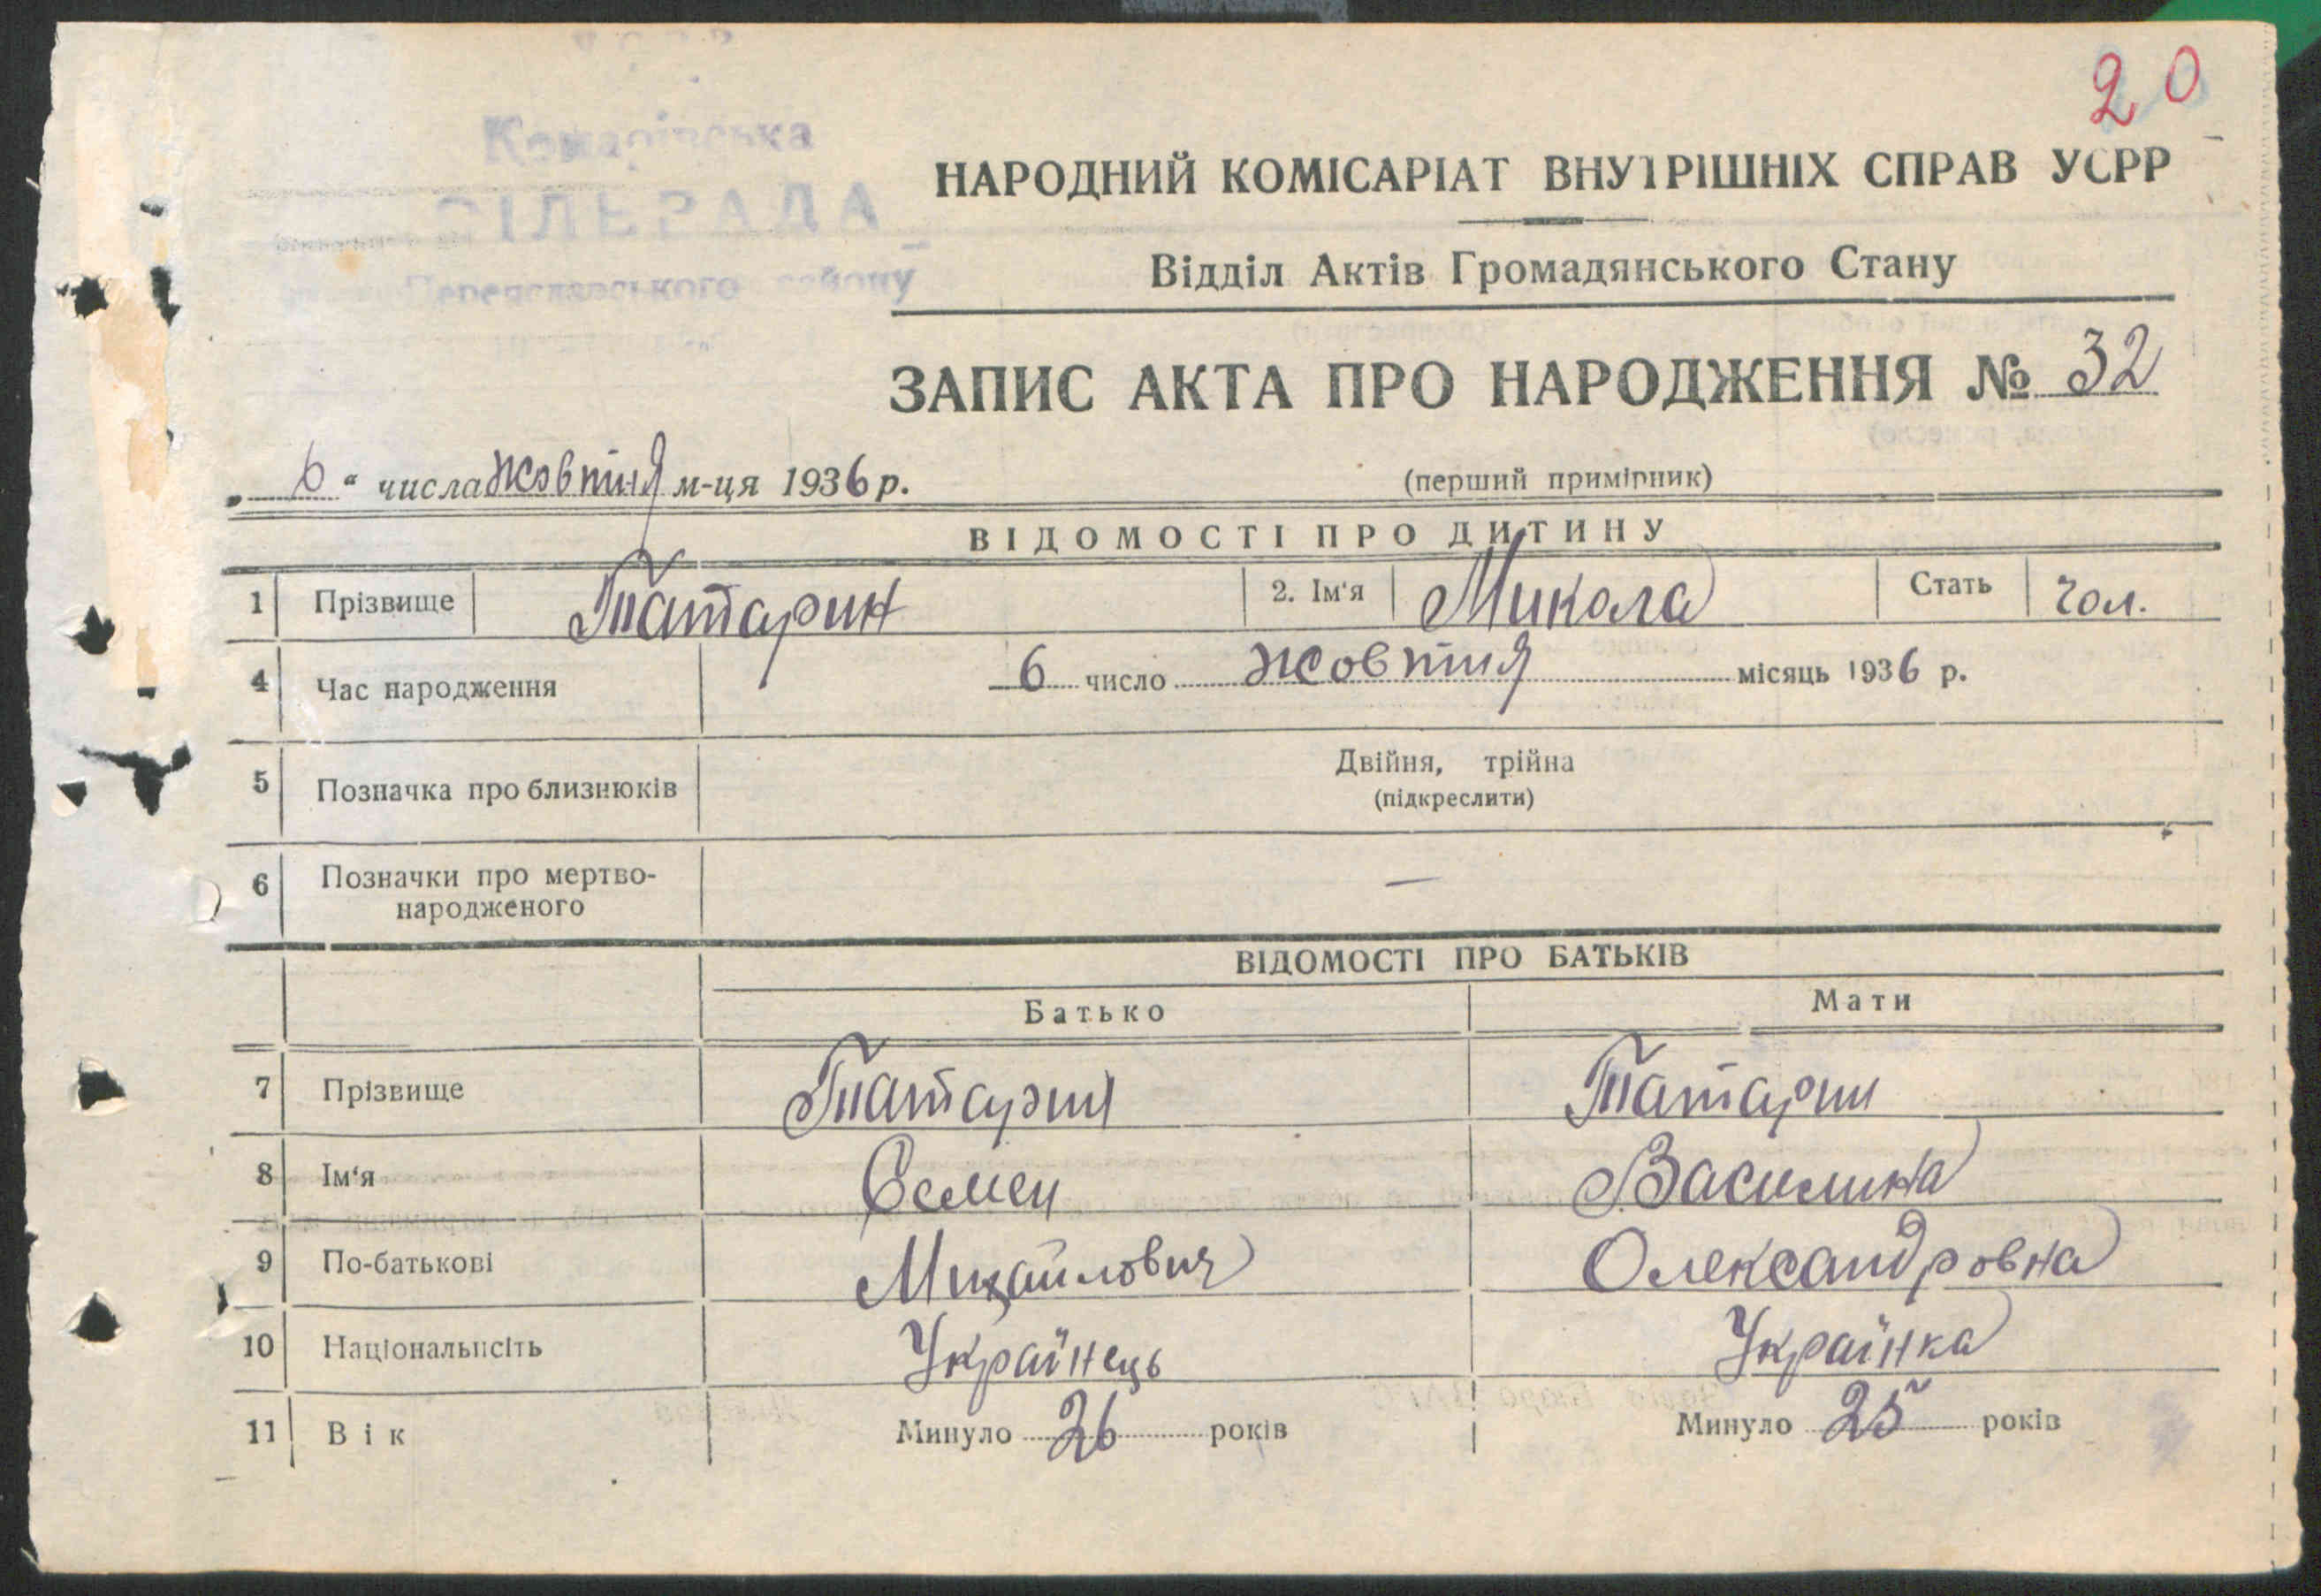 20
СІЛЬРАДА
Переяславського району
НАРОДНИЙ КОМІСАРІАТ ВНУТРІШНІХ СПРАВ УСРР
Відділ Актів Громадянського Стану
ЗАПИС АКТА ПРО НАРОДЖЕННЯ № 32
„ 6 “ числа жовтня м-ця 1936 р.
(перший примірник)
ВІДОМОСТІ ПРО ДИТИНУ
1 Прізвище Татарин 2. Ім'я Микола Стать чол.
4 Час народження 6 число жовтня місяць 1936 р.
5 Позначка про близнюків Двійня, трійна
(підкреслити)
6 Позначки про мертво-
народженого —
ВІДОМОСТІ ПРО БАТЬКІВ
Батько Мати
7 Прізвище Татарин Татарин
8 Ім'я Семен Василина
9 По-батькові Михайлович Олександровна
10 Національність Українець Українка
11 Вік Минуло 26 років Минуло 25 років